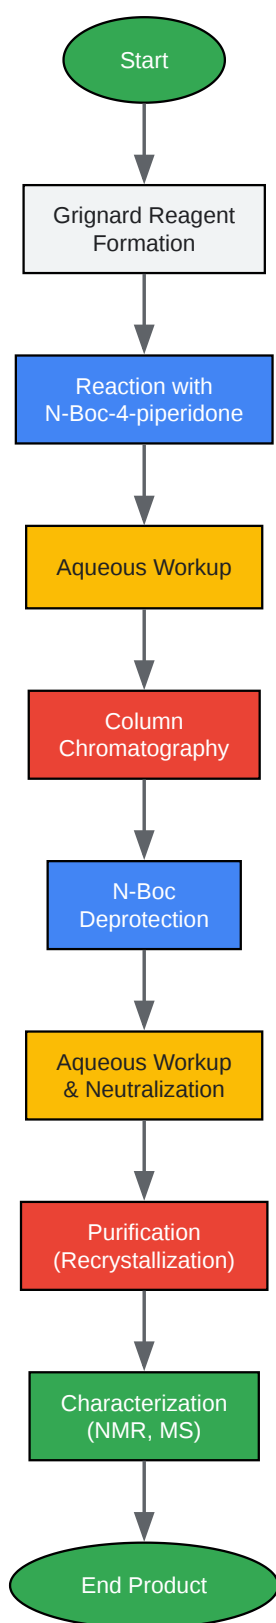 Start
Grignard Reagent
Formation
Reaction with
N-Boc-4-piperidone
Aqueous Workup
Column
Chromatography
N-Boc
Deprotection
Aqueous Workup
& Neutralization
Purification
(Recrystallization)
Characterization
(NMR, MS)
End Product